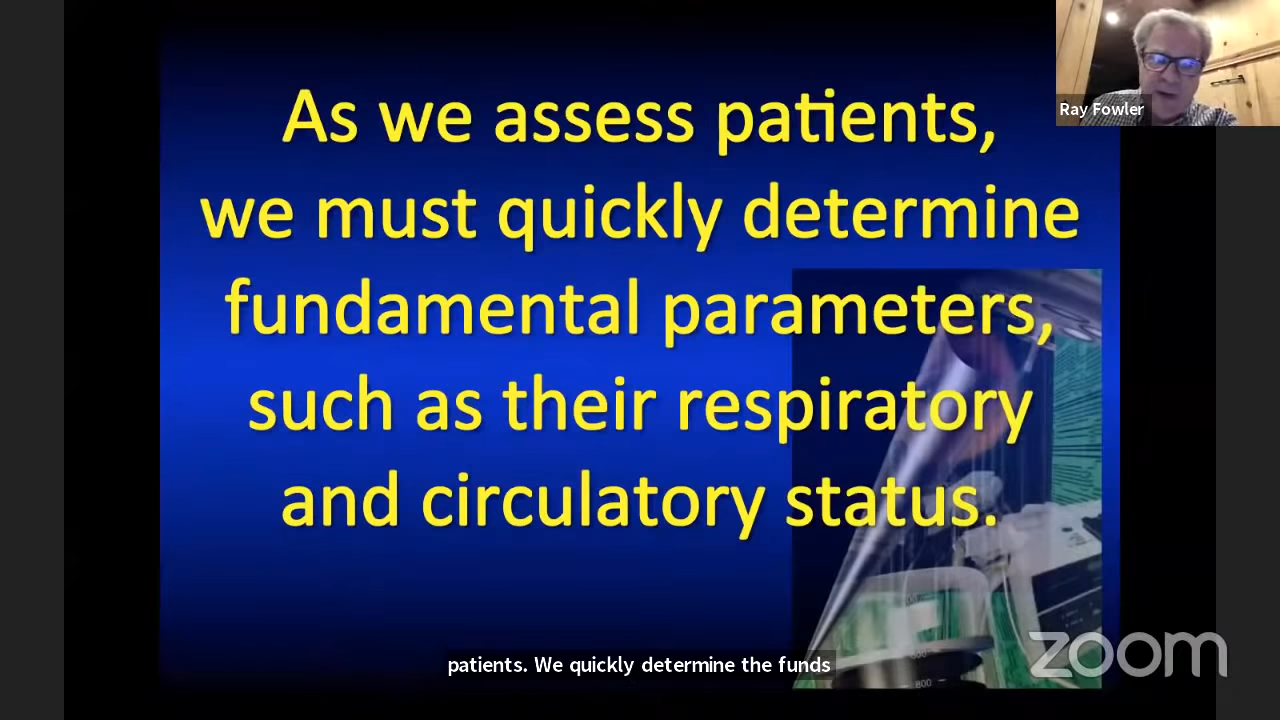 As we assess patients,
we must quickly determine
fundamental parameters,
such as their respiratory
and circulatory status.
Ray Fowler
patients. We quickly determine the funds
zoom
800